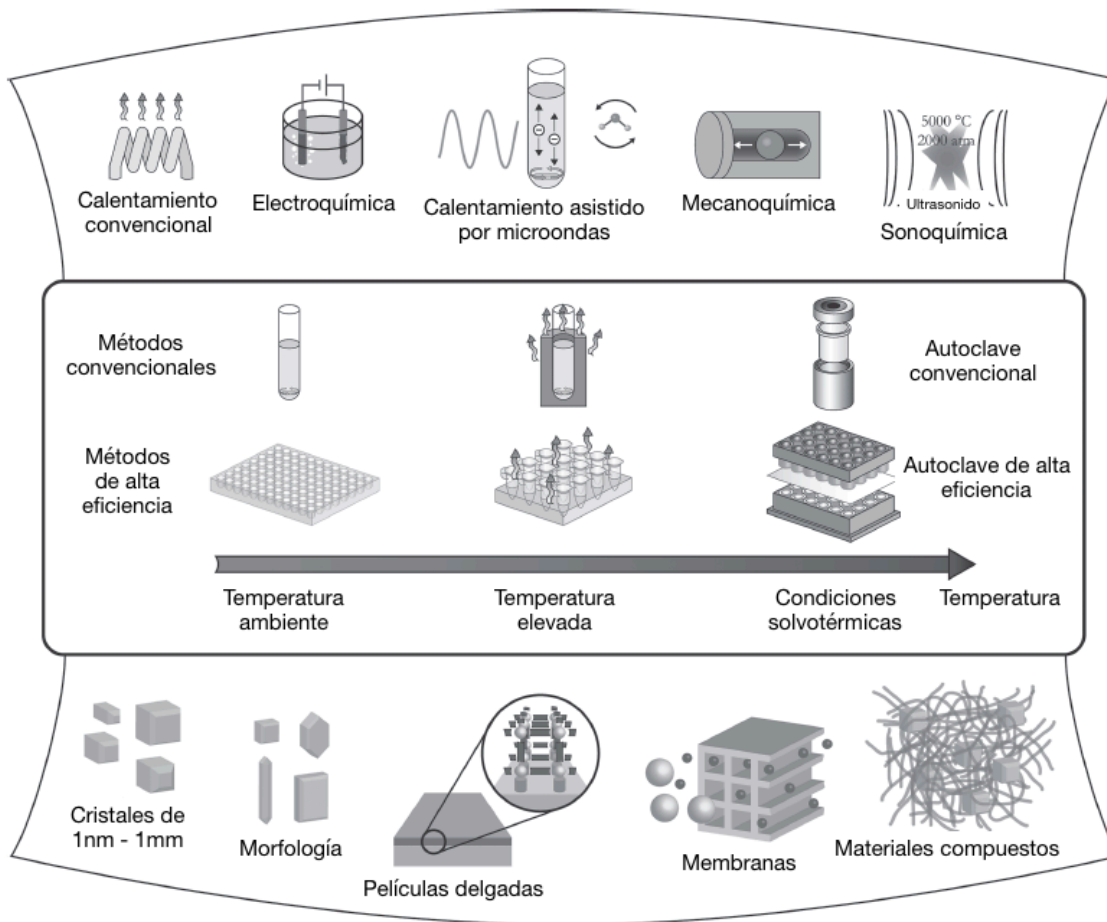 5000 °C
2000 atm
Ultrasonido
Calentamiento
convencional
Electroquímica
Calentamiento asistido
por microondas
Mecanoquímica
Sonoquímica
Métodos
convencionales
Autoclave
convencional
Métodos
de alta
eficiencia
Autoclave de alta
eficiencia
Temperatura
ambiente
Temperatura
elevada
Condiciones
solvotérmicas
Temperatura
Cristales de
1nm - 1mm
Morfología
Películas delgadas
Membranas
Materiales compuestos